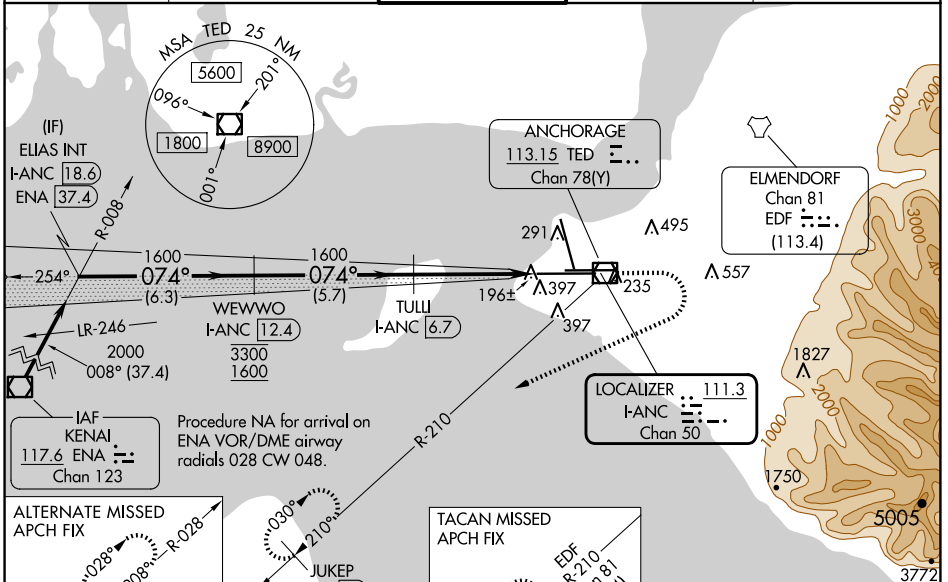 MSA TED 25 NM
5600
096°
201°
1800
8900
001°
(IF)
ELIAS INT
I-ANC 18.6
ENA 37.4
R-008
ANCHORAGE
113.15 TED
Chan 78(Y)
ELMENDORF
Chan 81
EDF
(113.4)
1000
2000
3000
291
495
557
254°
1600
074°
(6.3)
1600
074°
(5.7)
196±
397
235
397
WEWWO
I-ANC 12.4
3300
1600
TULLI
I-ANC 6.7
LR-246
2000
008° (37.4)
1827
2000
1000
LOCALIZER 111.3
I-ANC
Chan 50
IAF
KENAI
117.6 ENA
Chan 123
Procedure NA for arrival on
ENA VOR/DME airway
radials 028 CW 048.
R-210
1750
5005
3772
ALTERNATE MISSED
APCH FIX
028°
R-028
030°
210°
JUKEP
TACAN MISSED
APCH FIX
EDF
R-210